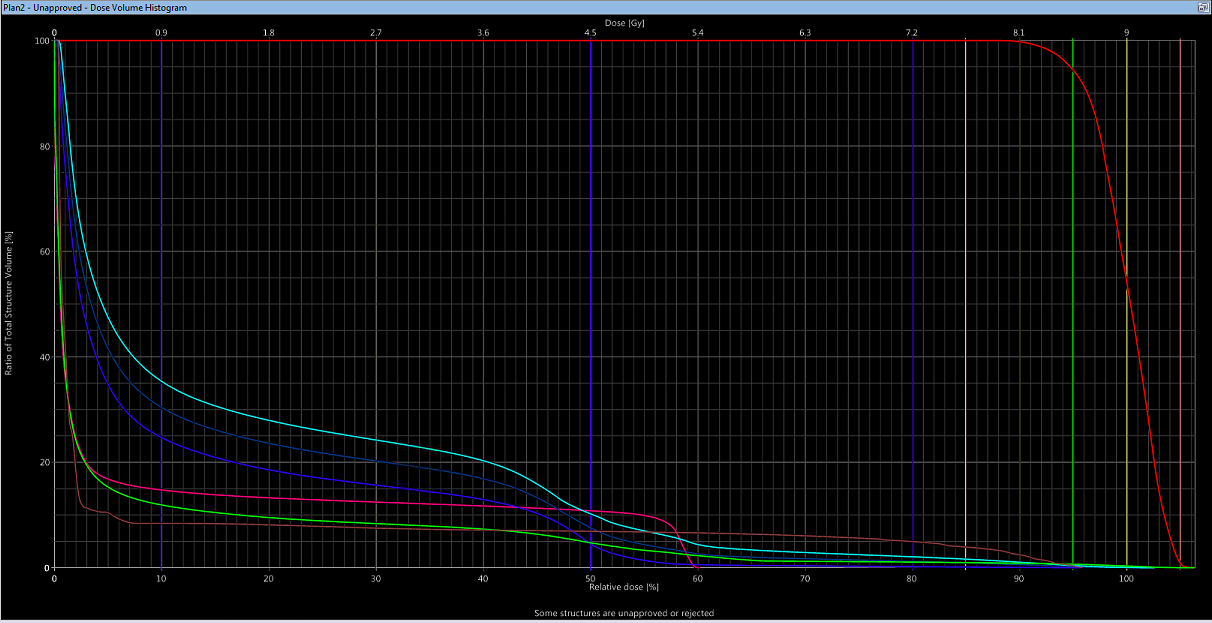 Plan2 - Unapproved - Dose Volume Histogram
Dose [Gy]
0 0.9 1.8 2.7 3.6 4.5 5.4 6.3 7.2 8.1 9
100
80
60
40
20
0
Ratio of Total Structure Volume [%]
0 10 20 30 40 50 60 70 80 90 100
Relative dose [%]
Some structures are unapproved or rejected